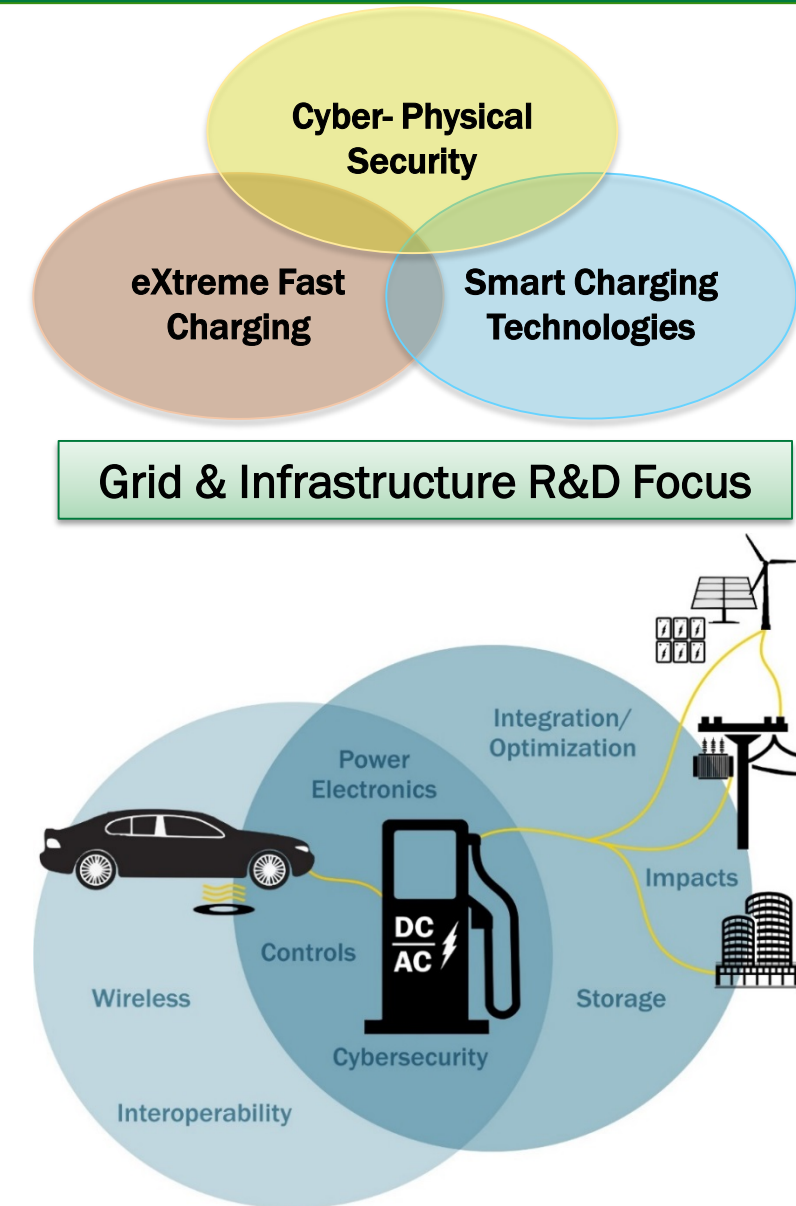 Cyber- Physical
Security
eXtreme Fast
Charging
Smart Charging
Technologies
Grid & Infrastructure R&D Focus
Integration/
Optimization
Power
Electronics
Impacts
DC
AC
Controls
Wireless
Storage
Cybersecurity
Interoperability